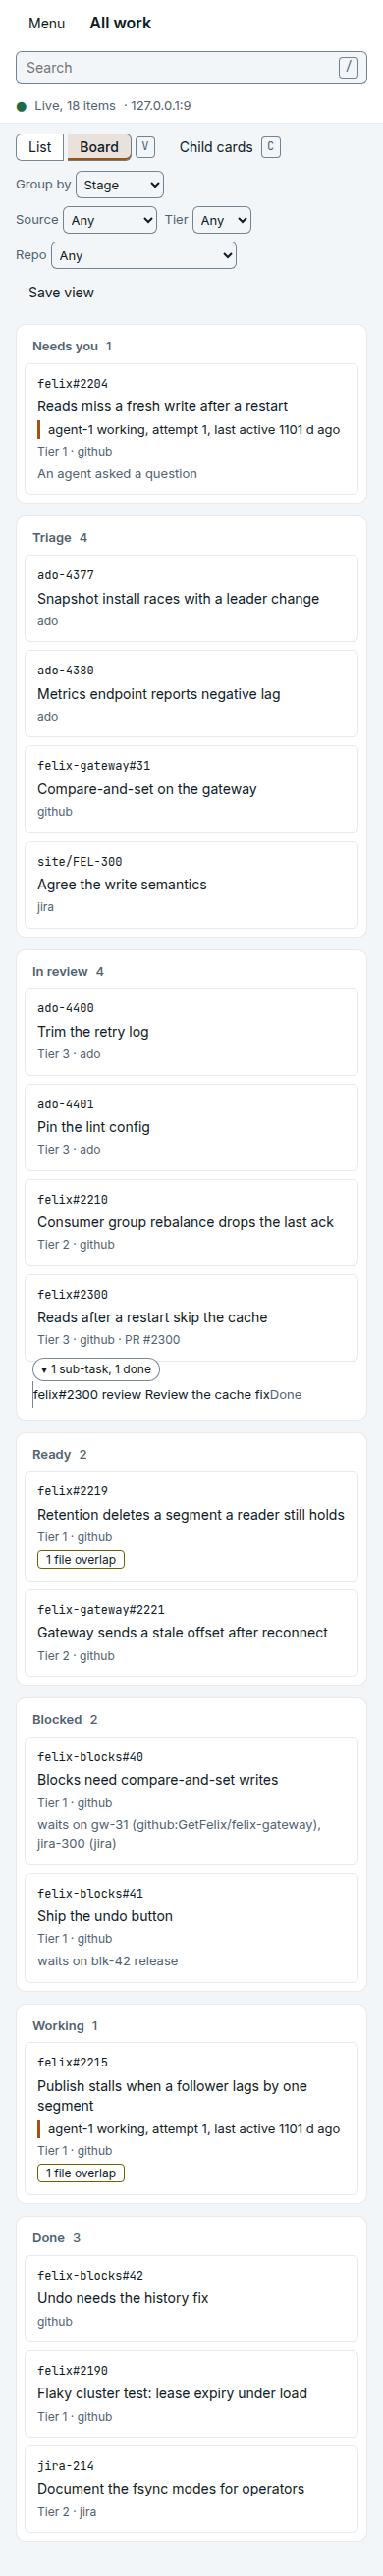 Menu All work
Search /
Live, 18 items · 127.0.0.1:9
List Board V Child cards C
Group by Stage
Source Any Tier Any
Repo Any
Save view
Needs you 1
felix#2204
Reads miss a fresh write after a restart
agent-1 working, attempt 1, last active 1101 d ago
Tier 1 · github
An agent asked a question
Triage 4
ado-4377
Snapshot install races with a leader change
ado
ado-4380
Metrics endpoint reports negative lag
ado
felix-gateway#31
Compare-and-set on the gateway
github
site/FEL-300
Agree the write semantics
jira
In review 4
ado-4400
Trim the retry log
Tier 3 · ado
ado-4401
Pin the lint config
Tier 3 · ado
felix#2210
Consumer group rebalance drops the last ack
Tier 2 · github
felix#2300
Reads after a restart skip the cache
Tier 3 · github · PR #2300
▾ 1 sub-task, 1 done
felix#2300 review Review the cache fixDone
Ready 2
felix#2219
Retention deletes a segment a reader still holds
Tier 1 · github
1 file overlap
felix-gateway#2221
Gateway sends a stale offset after reconnect
Tier 2 · github
Blocked 2
felix-blocks#40
Blocks need compare-and-set writes
Tier 1 · github
waits on gw-31 (github:GetFelix/felix-gateway),
jira-300 (jira)
felix-blocks#41
Ship the undo button
Tier 1 · github
waits on blk-42 release
Working 1
felix#2215
Publish stalls when a follower lags by one
segment
agent-1 working, attempt 1, last active 1101 d ago
Tier 1 · github
1 file overlap
Done 3
felix-blocks#42
Undo needs the history fix
github
felix#2190
Flaky cluster test: lease expiry under load
Tier 1 · github
jira-214
Document the fsync modes for operators
Tier 2 · jira